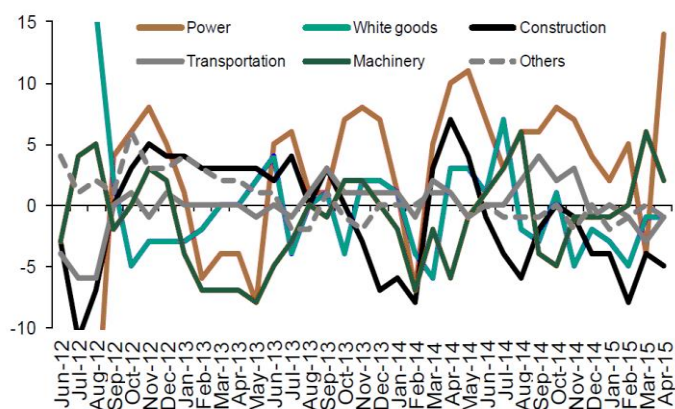 15
10
5
0
-5
-10
Power
White goods
Construction
Transportation
Machinery
Others
Jun-12
Jul-12
Aug-12
Sep-12
Oct-12
Nov-12
Dec-12
Jan-13
Feb-13
Mar-13
Apr-13
May-13
Jun-13
Jul-13
Aug-13
Sep-13
Oct-13
Nov-13
Dec-13
Jan-14
Feb-14
Mar-14
Apr-14
May-14
Jun-14
Jul-14
Aug-14
Sep-14
Oct-14
Nov-14
Dec-14
Jan-15
Feb-15
Mar-15
Apr-15